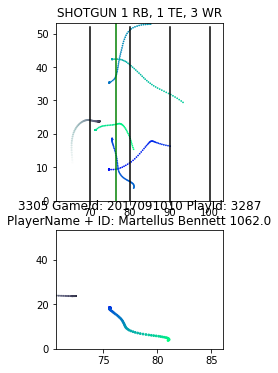 SHOTGUN 1 RB, 1 TE, 3 WR
50
40
30
20
10
0
70 80 90 100
3305 GameId: 2017091010 PlayId: 3287
PlayerName + ID: Martellus Bennett 1062.0
40
20
0
75 80 85